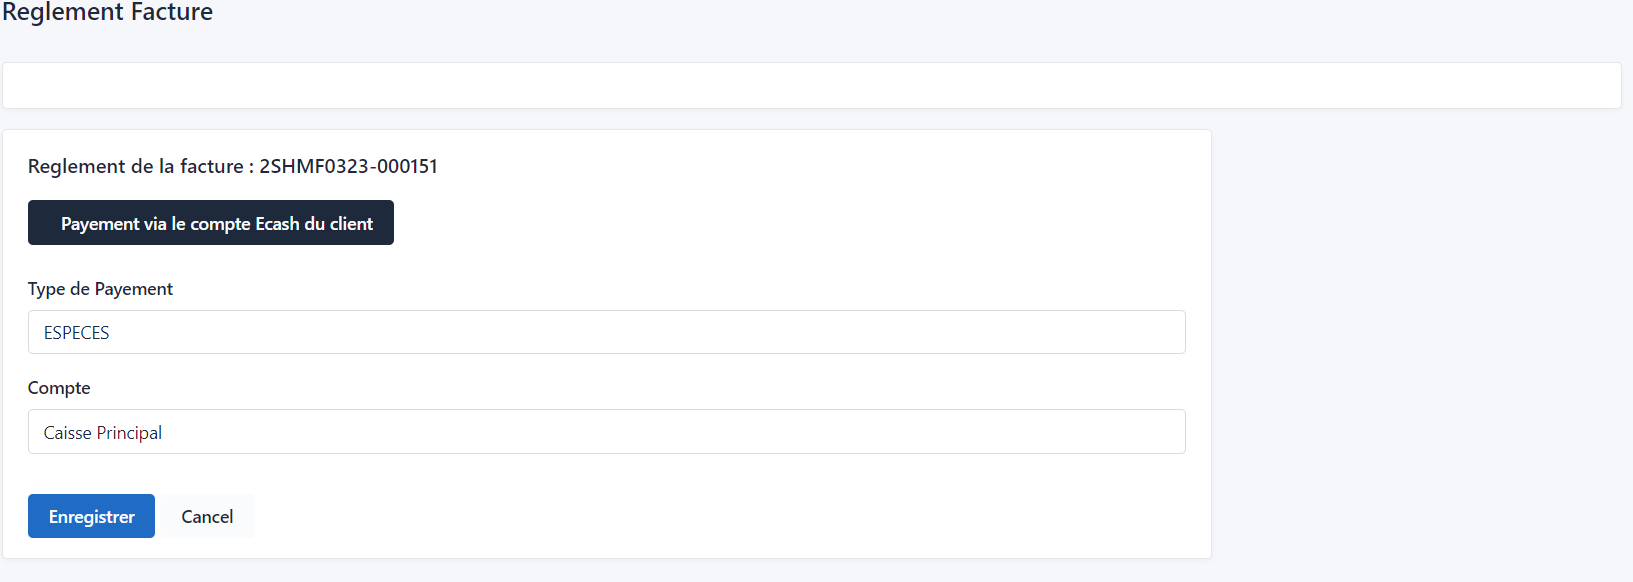 Reglement Facture
Reglement de la facture : 2SHMF0323-000151
Payement via le compte Ecash du client
Type de Payement
ESPECES
Compte
Caisse Principal
Enregistrer
Cancel